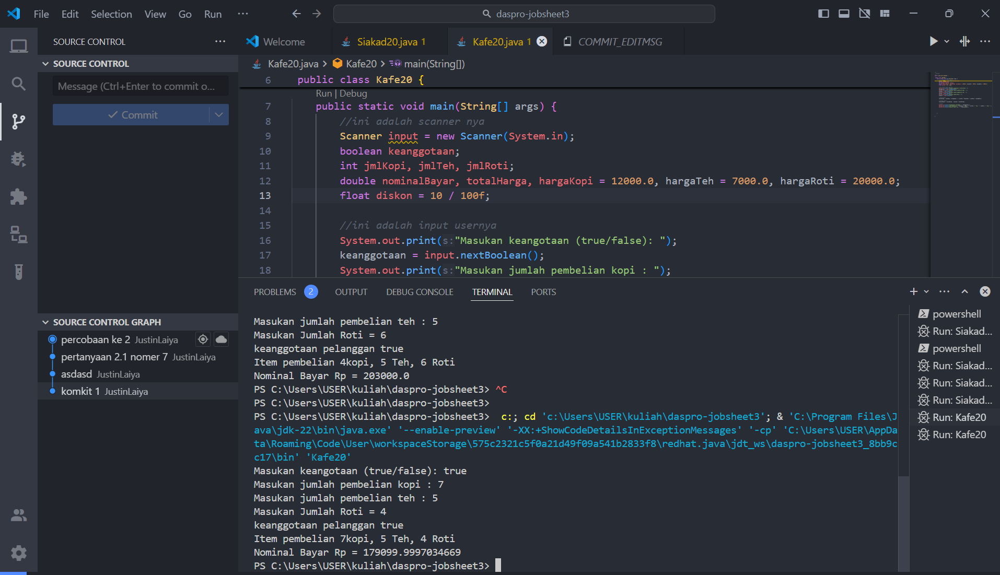 File Edit Selection View Go Run ··· daspro-jobsheet3
SOURCE CONTROL ···
Welcome Siakad20.java 1 Kafe20.java 1 COMMIT_EDITMSG
SOURCE CONTROL
Message (Ctrl+Enter to commit o...
Commit
SOURCE CONTROL GRAPH
percobaan ke 2 JustinLaiya
pertanyaan 2.1 nomer 7 JustinLaiya
asdasd JustinLaiya
komkit 1 JustinLaiya
Kafe20.java > Kafe20 > main(String[])
6 public class Kafe20 {
Run | Debug
7 public static void main(String[] args) {
8 //ini adalah scanner nya
9 Scanner input = new Scanner(System.in);
10 boolean keanggotaan;
11 int jmlKopi, jmlTeh, jmlRoti;
12 double nominalBayar, totalHarga, hargaKopi = 12000.0, hargaTeh = 7000.0, hargaRoti = 20000.0;
13 float diskon = 10 / 100f;
14
15 //ini adalah input usernya
16 System.out.print(s:"Masukan keangotaan (true/false): ");
17 keanggotaan = input.nextBoolean();
18 System.out.print(s:"Masukan jumlah pembelian kopi : ");
PROBLEMS 2 OUTPUT DEBUG CONSOLE TERMINAL PORTS
Masukan jumlah pembelian teh : 5
Masukan Jumlah Roti = 6
keanggotaan pelanggan true
Item pembelian 4kopi, 5 Teh, 6 Roti
Nominal Bayar Rp = 203000.0
PS C:\Users\USER\kuliah\daspro-jobsheet3> ^C
PS C:\Users\USER\kuliah\daspro-jobsheet3>
PS C:\Users\USER\kuliah\daspro-jobsheet3>  c:; cd 'c:\Users\USER\kuliah\daspro-jobsheet3'; & 'C:\Program Files\J
ava\jdk-22\bin\java.exe' '--enable-preview' '-XX:+ShowCodeDetailsInExceptionMessages' '-cp' 'C:\Users\USER\AppDa
ta\Roaming\Code\User\workspaceStorage\575c2321c5f0a21d49f09a541b2833f8\redhat.java\jdt_ws\daspro-jobsheet3_8bb9c
c17\bin' 'Kafe20'
Masukan keangotaan (true/false): true
Masukan jumlah pembelian kopi : 7
Masukan jumlah pembelian teh : 5
Masukan Jumlah Roti = 4
keanggotaan pelanggan true
Item pembelian 7kopi, 5 Teh, 4 Roti
Nominal Bayar Rp = 179099.9997034669
PS C:\Users\USER\kuliah\daspro-jobsheet3>
powershell
Run: Siakad...
powershell
Run: Siakad...
Run: Siakad...
Run: Siakad...
Run: Kafe20
Run: Kafe20